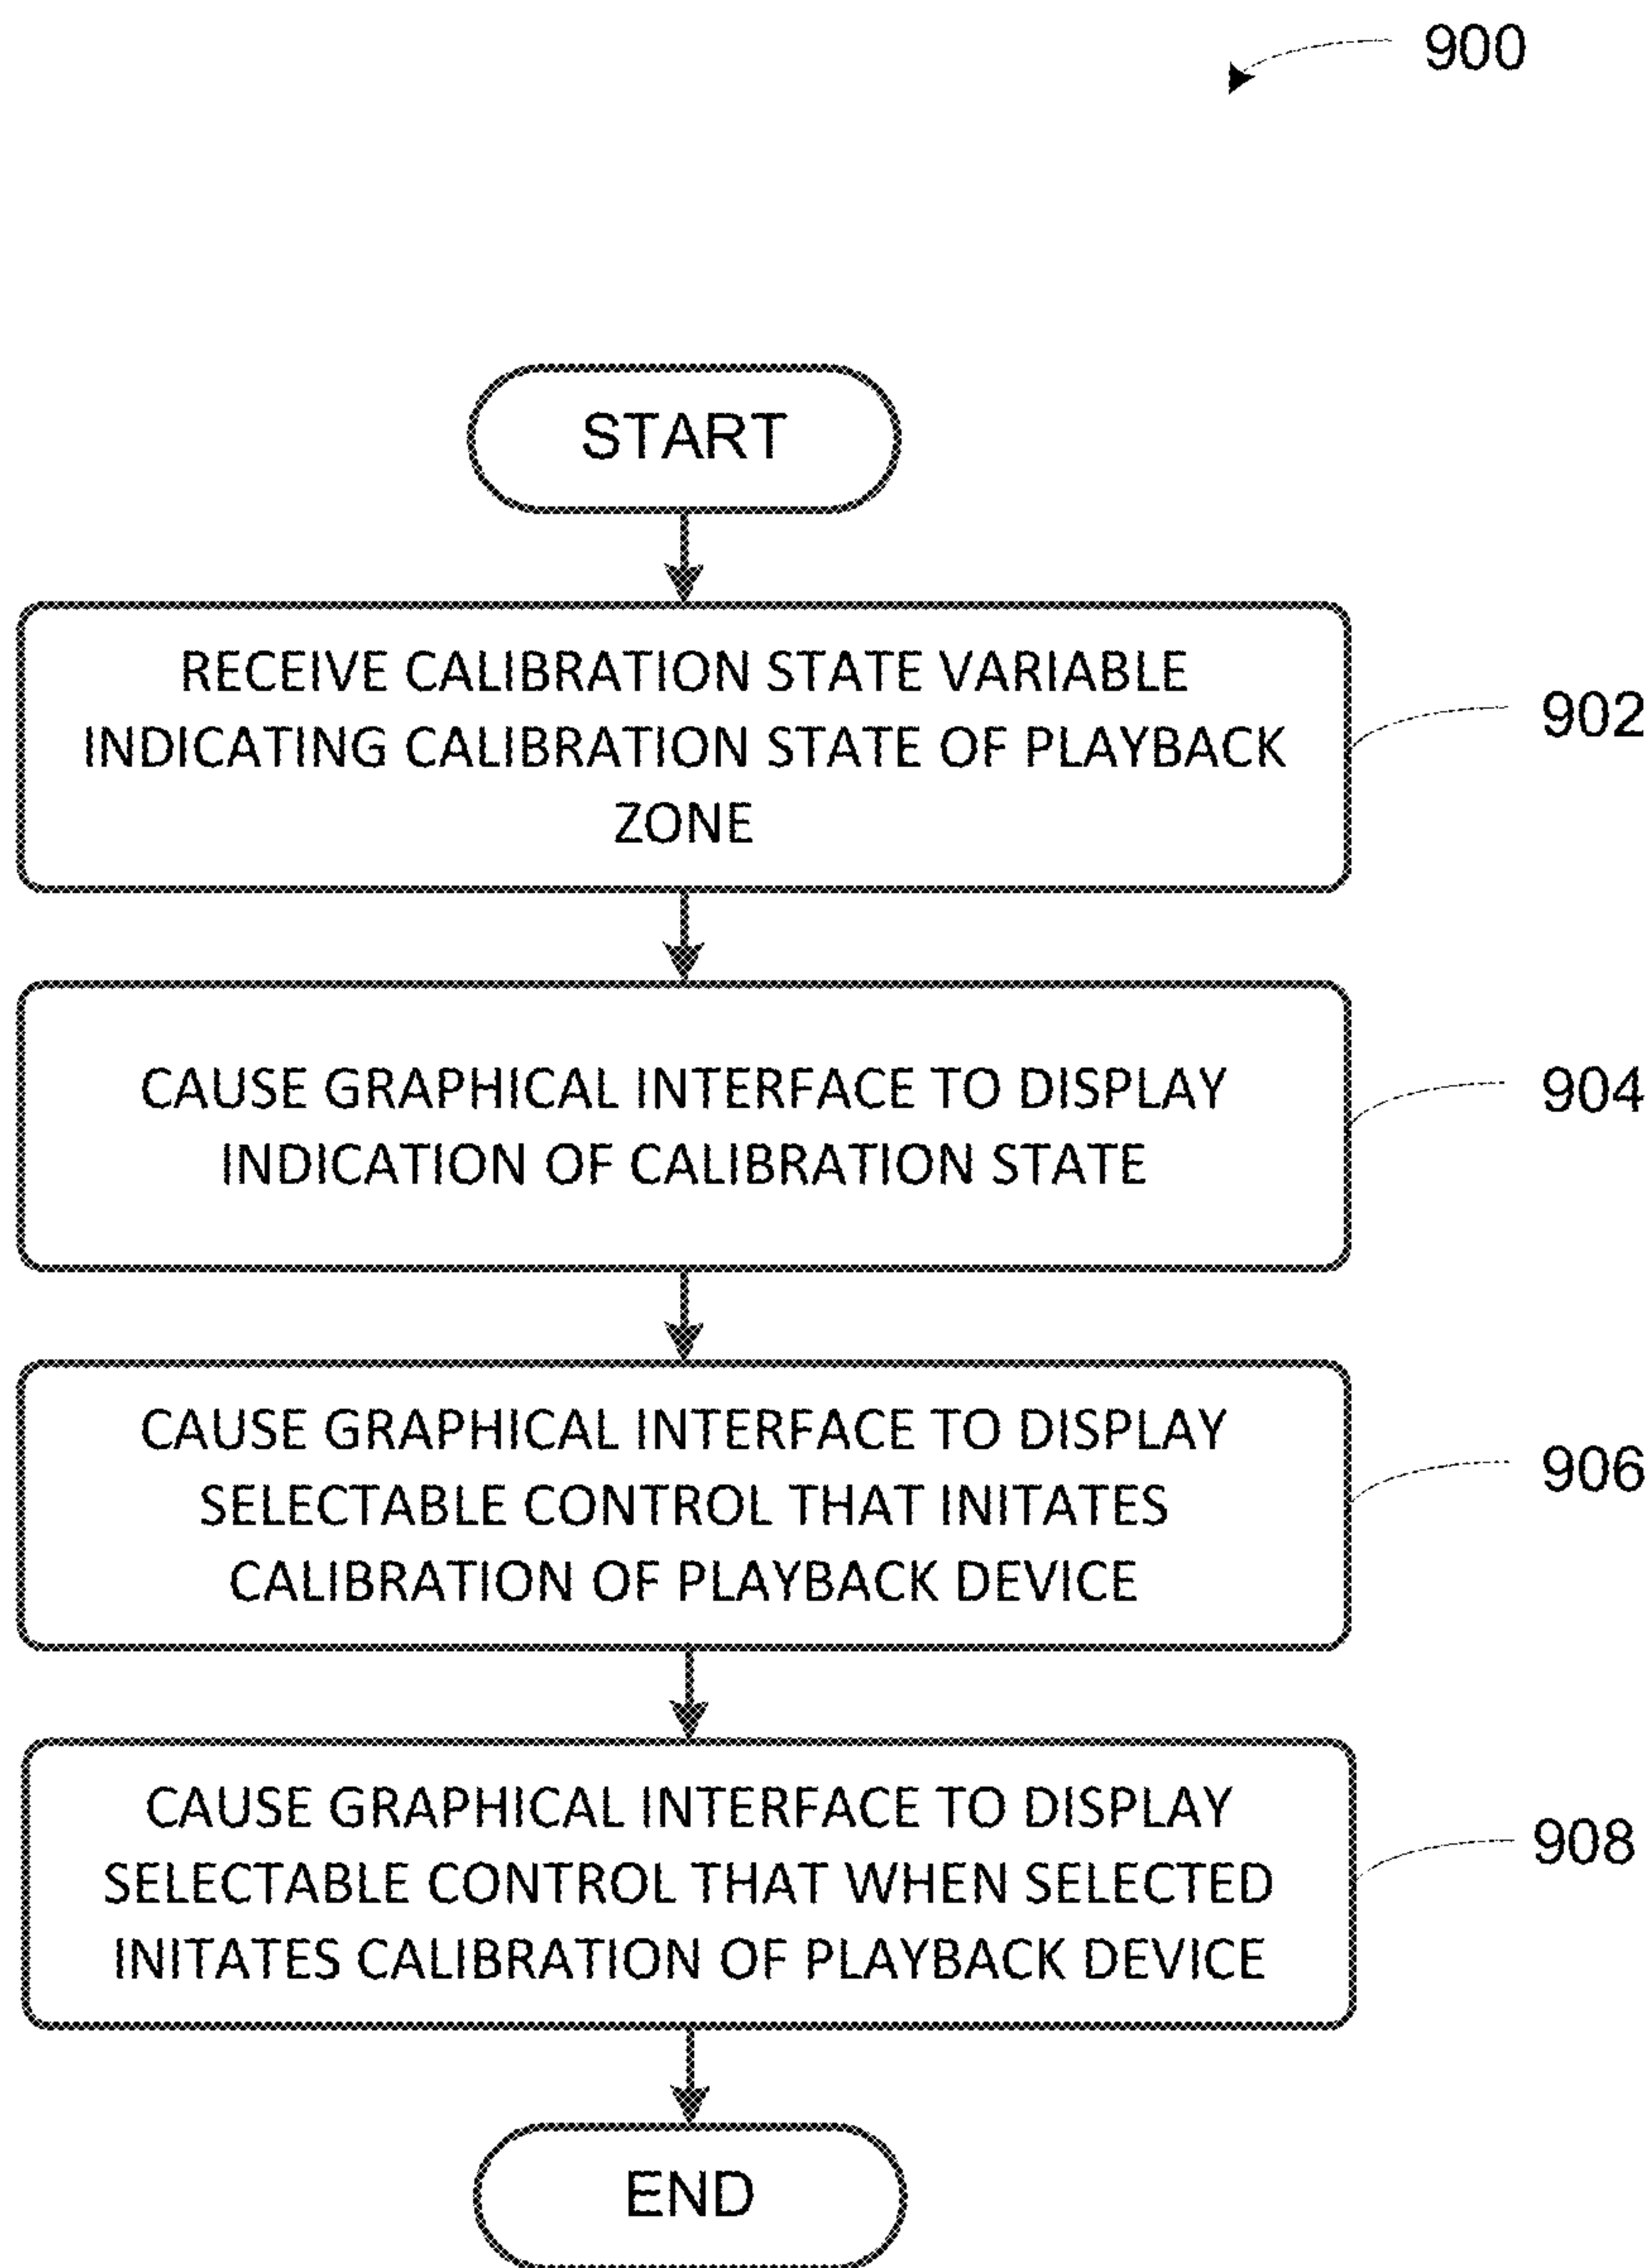 900
START
RECEIVE CALIBRATION STATE VARIABLE
INDICATING CALIBRATION STATE OF PLAYBACK
ZONE
902
CAUSE GRAPHICAL INTERFACE TO DISPLAY
INDICATION OF CALIBRATION STATE
904
CAUSE GRAPHICAL INTERFACE TO DISPLAY
SELECTABLE CONTROL THAT INITATES
CALIBRATION OF PLAYBACK DEVICE
906
CAUSE GRAPHICAL INTERFACE TO DISPLAY
SELECTABLE CONTROL THAT WHEN SELECTED
INITATES CALIBRATION OF PLAYBACK DEVICE
908
END